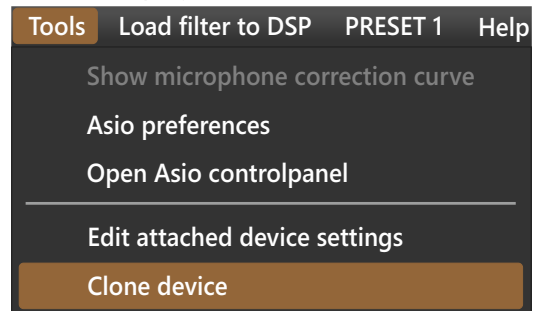 Tools Load filter to DSP PRESET 1 Help
Show microphone correction curve
Asio preferences
Open Asio controlpanel
Edit attached device settings
Clone device